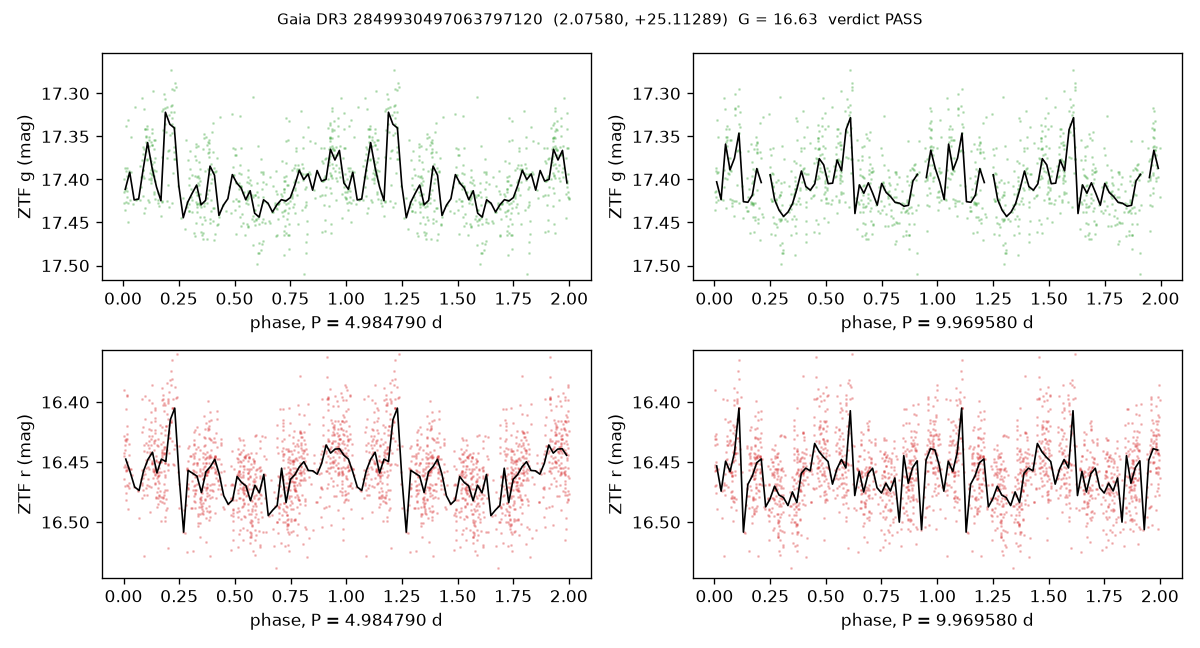 Gaia DR3 2849930497063797120 (2.07580, +25.11289) G = 16.63 verdict PASS
ZTF g (mag)
17.30
17.35
17.40
17.45
17.50
0.00 0.25 0.50 0.75 1.00 1.25 1.50 1.75 2.00
phase, P = 4.984790 d
ZTF g (mag)
17.30
17.35
17.40
17.45
17.50
0.00 0.25 0.50 0.75 1.00 1.25 1.50 1.75 2.00
phase, P = 9.969580 d
ZTF r (mag)
16.40
16.45
16.50
0.00 0.25 0.50 0.75 1.00 1.25 1.50 1.75 2.00
phase, P = 4.984790 d
ZTF r (mag)
16.40
16.45
16.50
0.00 0.25 0.50 0.75 1.00 1.25 1.50 1.75 2.00
phase, P = 9.969580 d